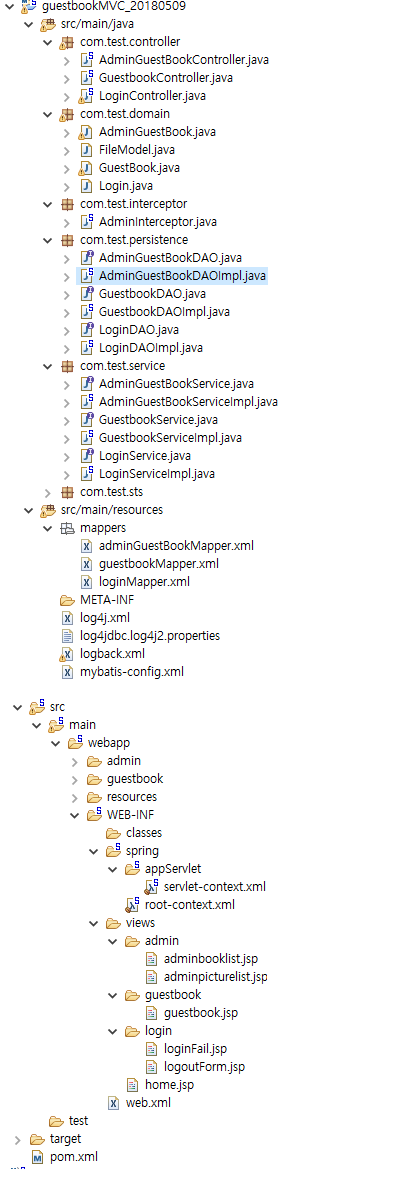 guestbookMVC_20180509
src/main/java
com.test.controller
AdminGuestBookController.java
GuestbookController.java
LoginController.java
com.test.domain
AdminGuestBook.java
FileModel.java
GuestBook.java
Login.java
com.test.interceptor
AdminInterceptor.java
com.test.persistence
AdminGuestBookDAO.java
AdminGuestBookDAOImpl.java
GuestbookDAO.java
GuestbookDAOImpl.java
LoginDAO.java
LoginDAOImpl.java
com.test.service
AdminGuestBookService.java
AdminGuestBookServiceImpl.java
GuestbookService.java
GuestbookServiceImpl.java
LoginService.java
LoginServiceImpl.java
com.test.sts
src/main/resources
mappers
adminGuestBookMapper.xml
guestbookMapper.xml
loginMapper.xml
META-INF
log4j.xml
log4jdbc.log4j2.properties
logback.xml
mybatis-config.xml
src
main
webapp
admin
guestbook
resources
WEB-INF
classes
spring
appServlet
servlet-context.xml
root-context.xml
views
admin
adminbooklist.jsp
adminpicturelist.jsp
guestbook
guestbook.jsp
login
loginFail.jsp
logoutForm.jsp
home.jsp
web.xml
test
target
pom.xml